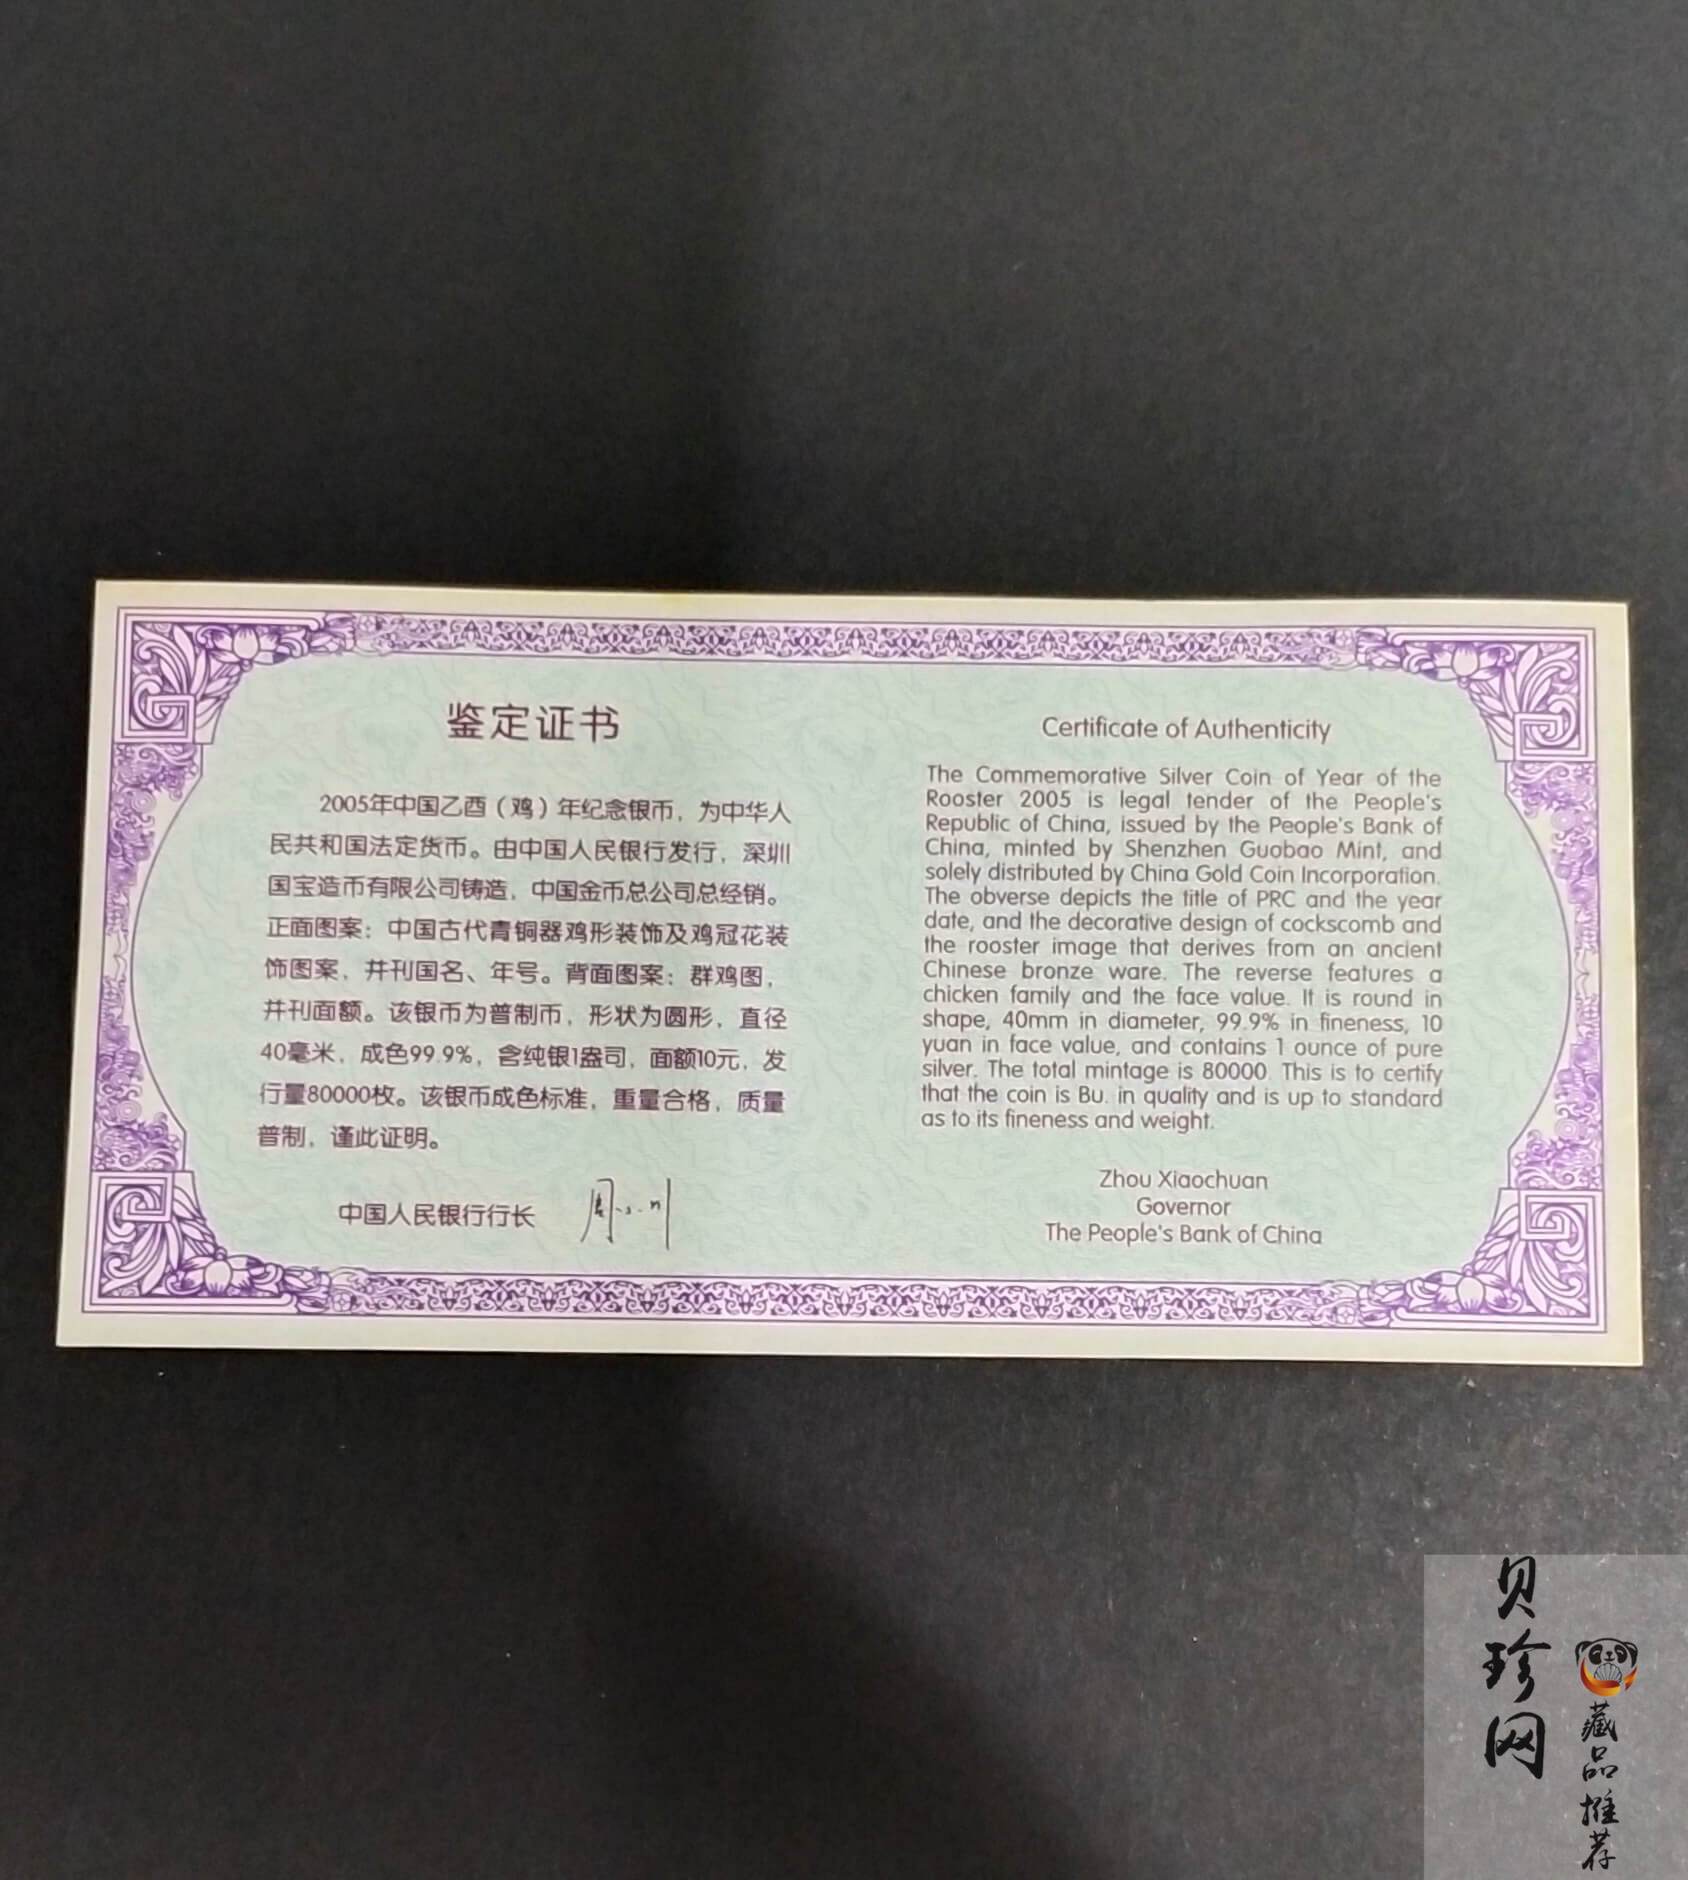 鉴定证书
2005年中国乙酉（鸡）年纪念银币，为中华人
民共和国法定货币。由中国人民银行发行，深圳
国宝造币有限公司铸造，中国金币总公司总经销。
正面图案：中国古代青铜器鸡形装饰及鸡冠花装
饰图案，并刊国名、年号。背面图案：群鸡图，
并刊面额。该银币为普制币，形状为圆形，直径
40毫米，成色99.9%，含纯银1盎司，面额10元，发
行量80000枚。该银币成色标准，重量合格，质量
普制，谨此证明。
中国人民银行行长 周小川
Certificate of Authenticity
The Commemorative Silver Coin of Year of the
Rooster 2005 is legal tender of the People's
Republic of China, issued by the People's Bank of
China, minted by Shenzhen Guobao Mint, and
solely distributed by China Gold Coin Incorporation.
The obverse depicts the title of PRC and the year
date, and the decorative design of cockscomb and
the rooster image that derives from an ancient
Chinese bronze ware. The reverse features a
chicken family and the face value. It is round in
shape, 40mm in diameter, 99.9% in fineness, 10
yuan in face value, and contains 1 ounce of pure
silver. The total mintage is 80000. This is to certify
that the coin is Bu. in quality and is up to standard
as to its fineness and weight.
Zhou Xiaochuan
Governor
The People's Bank of China
贝珍网
藏品推荐